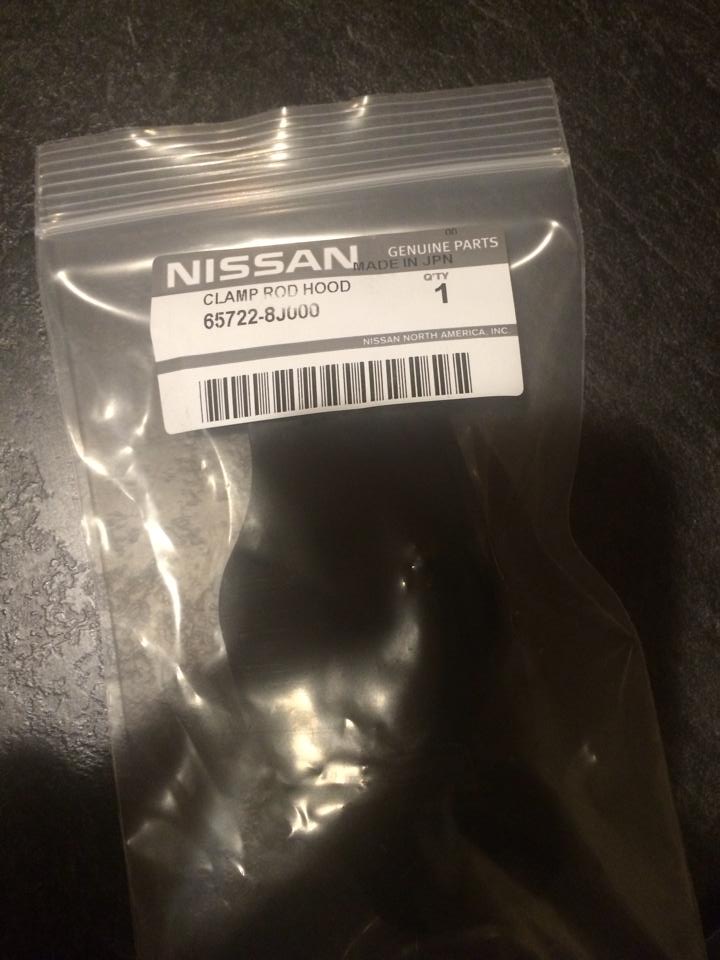 00
NISSAN GENUINE PARTS
MADE IN JPN
CLAMP ROD HOOD Q'TY
65722-8J000 1
NISSAN NORTH AMERICA, INC